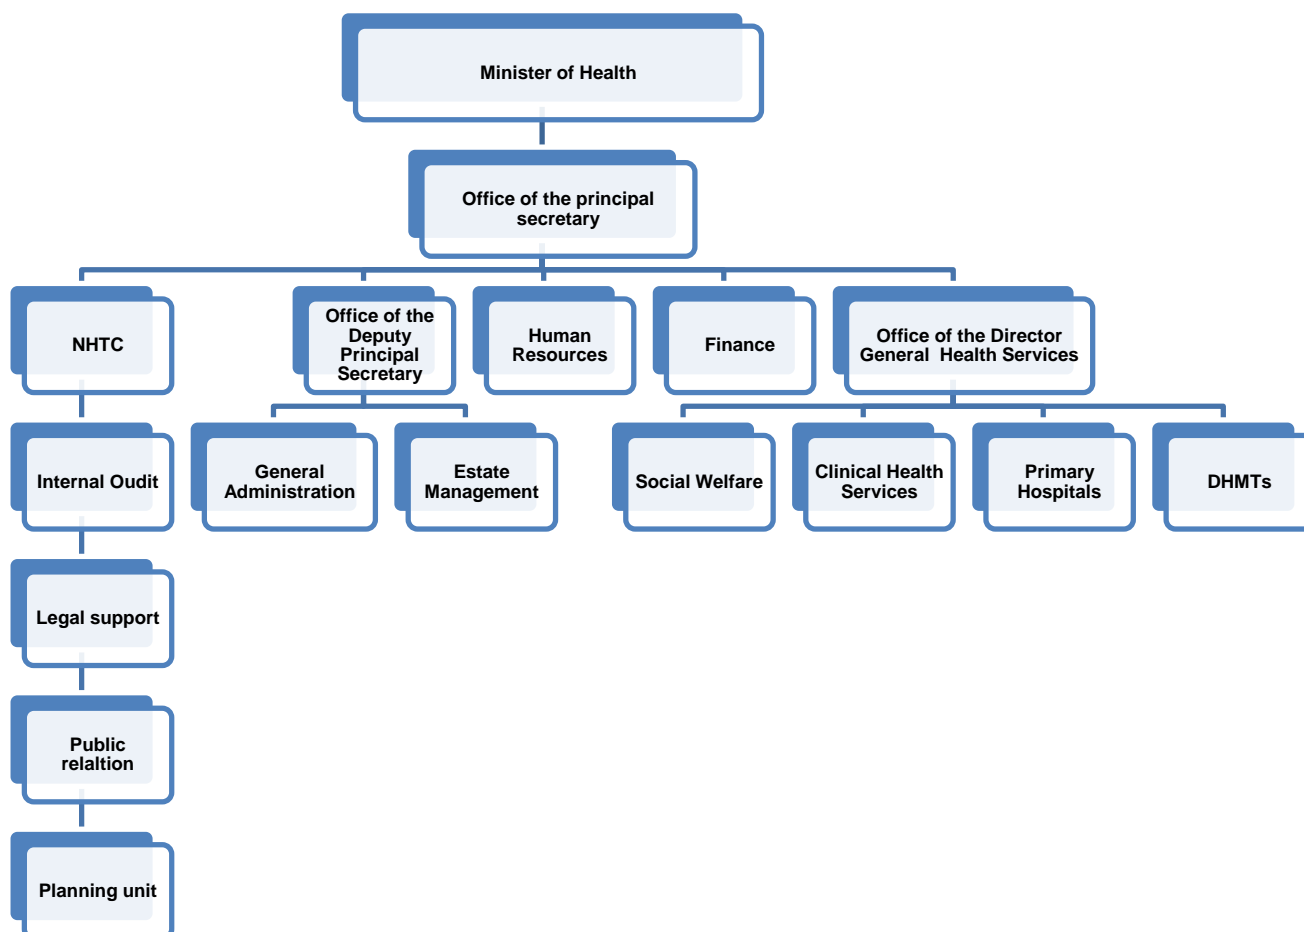 Minister of Health
Office of the principal
secretary
NHTC
Office of the
Deputy
Principal
Secretary
Human
Resources
Finance
Office of the Director
General Health Services
Internal Oudit
General
Administration
Estate
Management
Social Welfare
Clinical Health
Services
Primary
Hospitals
DHMTs
Legal support
Public
relaltion
Planning unit